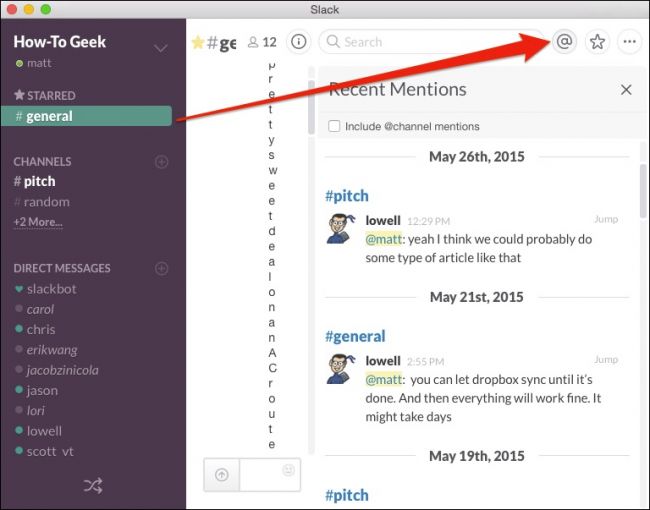 Slack
How-To Geek
matt
STARRED
# general
CHANNELS
# pitch
# random
+2 More...
DIRECT MESSAGES
slackbot
carol
chris
erikwang
jacobzinicola
jason
lori
lowell
scott vt
#ge
12
Search
@
p
r
e
t
t
y
s
w
e
e
t
d
e
a
l
o
n
a
n
A
C
r
o
u
t
e
Recent Mentions
Include @channel mentions
May 26th, 2015
#pitch
lowell 12:29 PM Jump
@matt: yeah I think we could probably do
some type of article like that
May 21st, 2015
#general
lowell 2:55 PM Jump
@matt: you can let dropbox sync until it's
done. And then everything will work fine. It
might take days
May 19th, 2015
#pitch